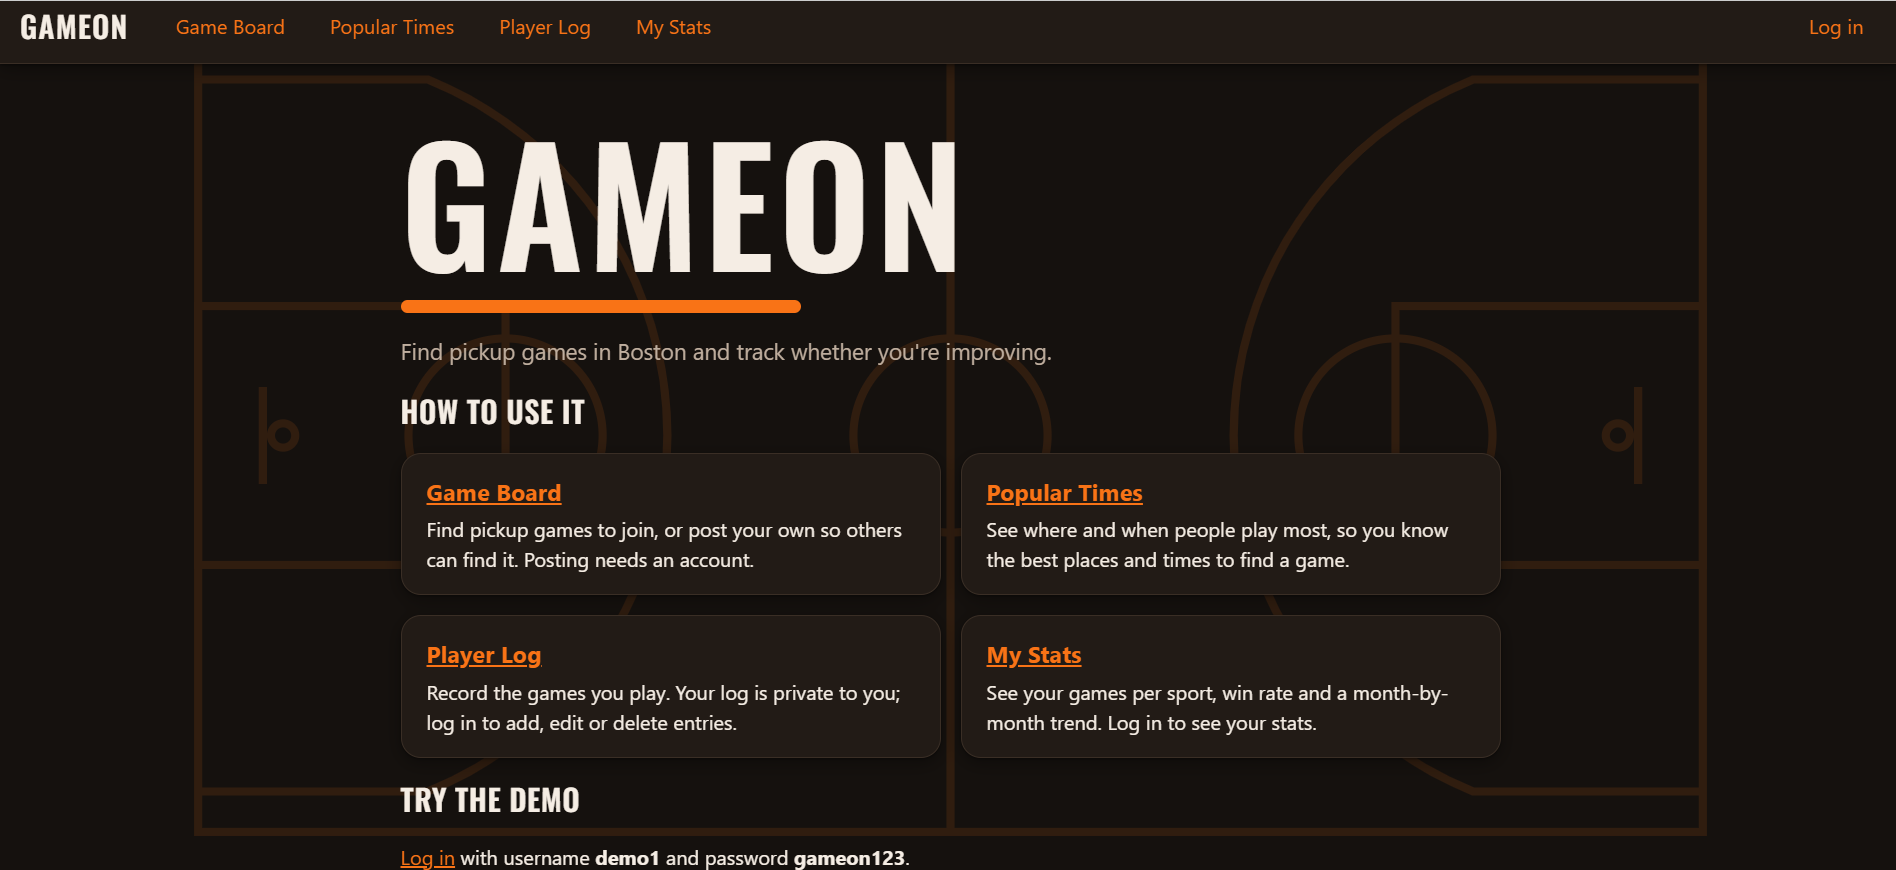 GAMEON Game Board Popular Times Player Log My Stats Log in
GAMEON
Find pickup games in Boston and track whether you're improving.
HOW TO USE IT
Game Board
Find pickup games to join, or post your own so others
can find it. Posting needs an account.
Popular Times
See where and when people play most, so you know
the best places and times to find a game.
Player Log
Record the games you play. Your log is private to you;
log in to add, edit or delete entries.
My Stats
See your games per sport, win rate and a month-by-
month trend. Log in to see your stats.
TRY THE DEMO
Log in with username demo1 and password gameon123.